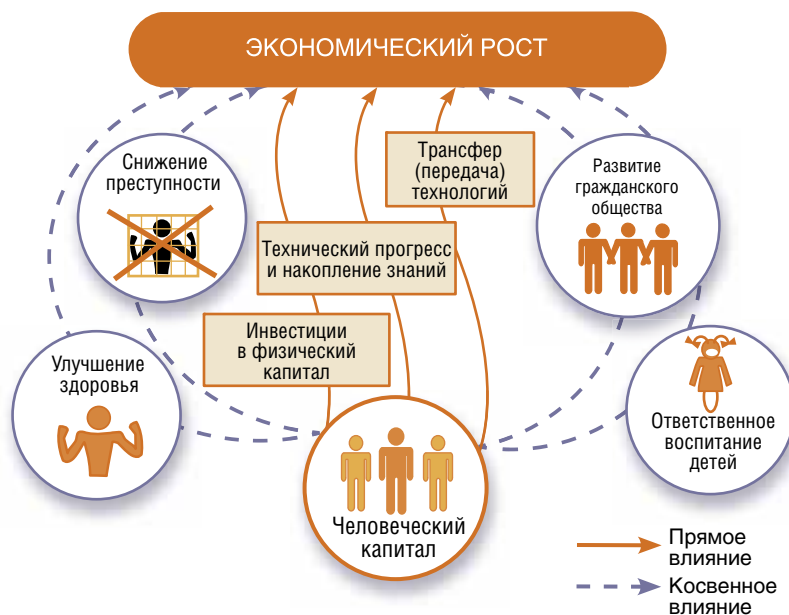 ЭКОНОМИЧЕСКИЙ РОСТ
Снижение
преступности
Трансфер
(передача)
технологий
Развитие
гражданского
общества
Технический прогресс
и накопление знаний
Инвестиции
в физический
капитал
Улучшение
здоровья
Ответственное
воспитание
детей
Человеческий
капитал
Прямое
влияние
Косвенное
влияние